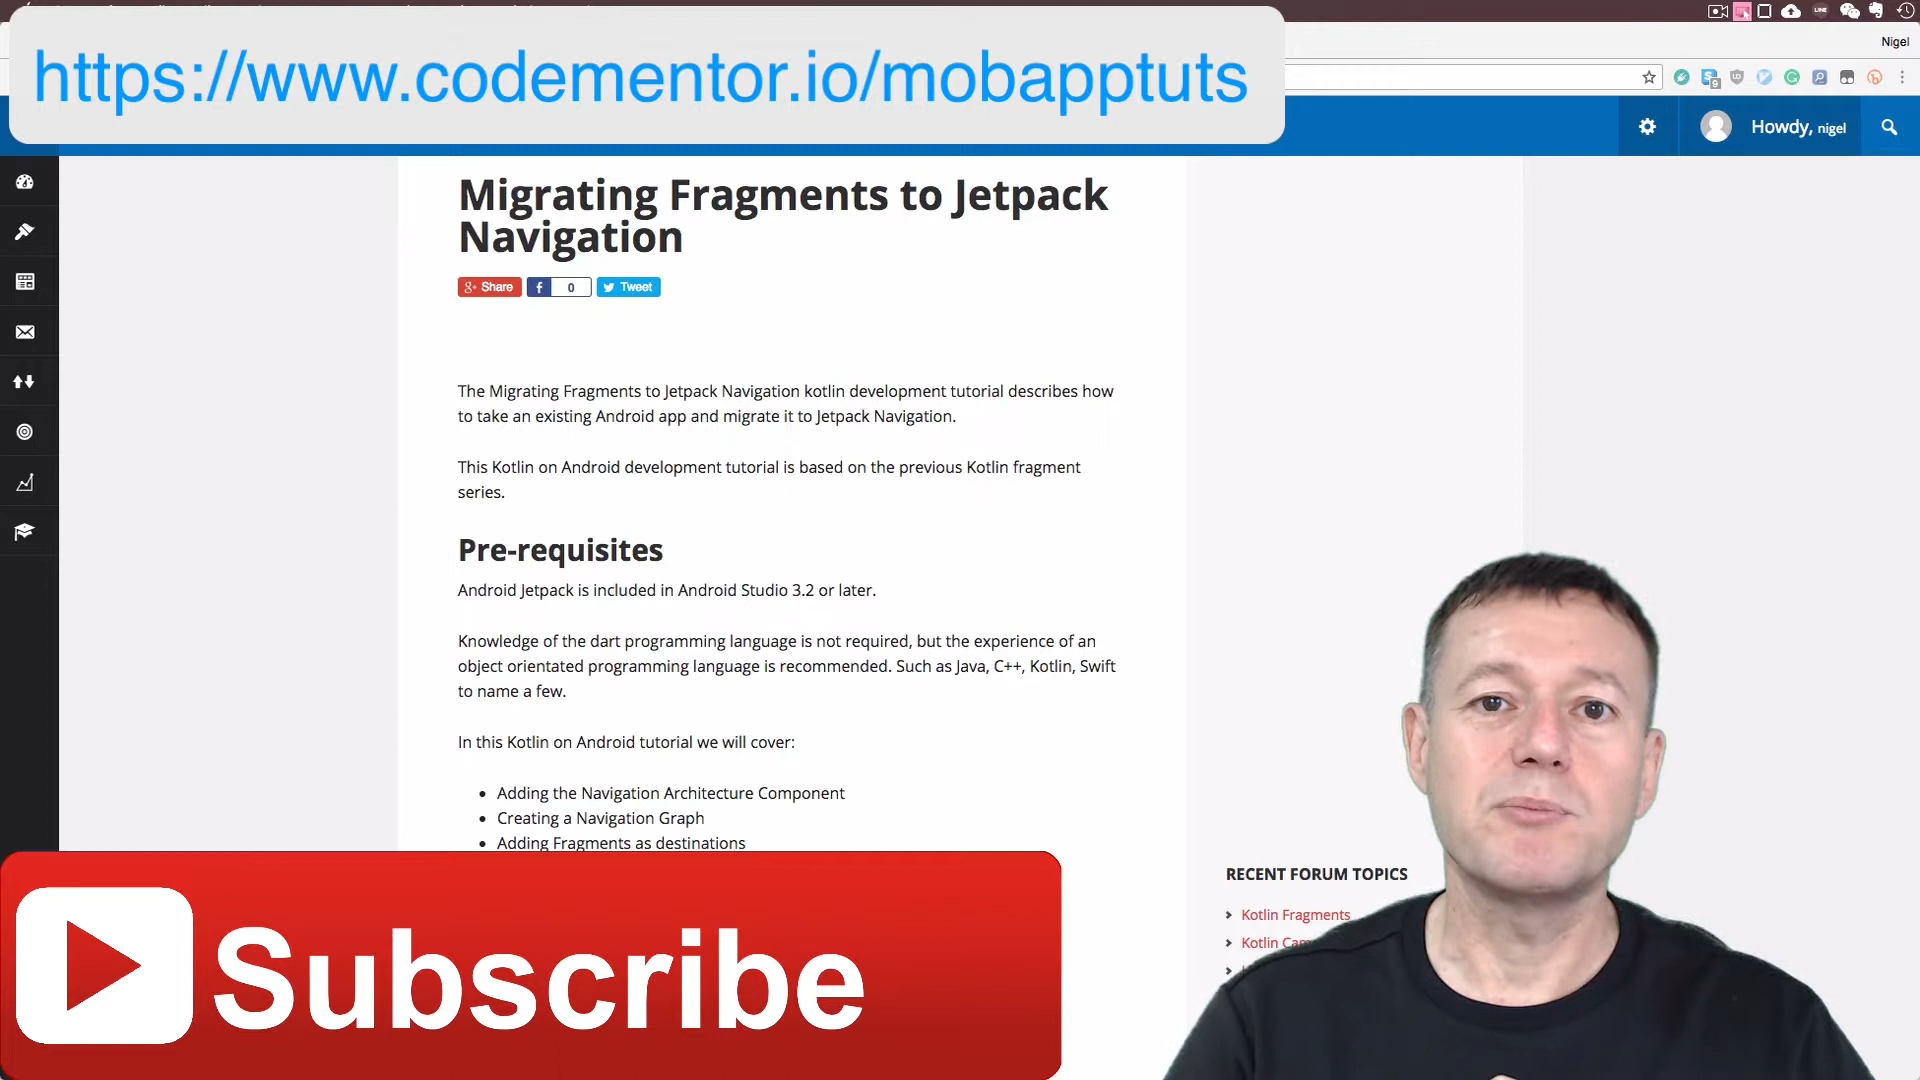 https://www.codementor.io/mobapptuts
Nigel
9
LINE
Howdy, nigel
Migrating Fragments to Jetpack
Navigation
Share
0
Tweet
The Migrating Fragments to Jetpack Navigation kotlin development tutorial describes how
to take an existing Android app and migrate it to Jetpack Navigation.
This Kotlin on Android development tutorial is based on the previous Kotlin fragment
series.
Pre-requisites
Android Jetpack is included in Android Studio 3.2 or later.
Knowledge of the dart programming language is not required, but the experience of an
object orientated programming language is recommended. Such as Java, C++, Kotlin, Swift
to name a few.
In this Kotlin on Android tutorial we will cover:
Adding the Navigation Architecture Component
Creating a Navigation Graph
Adding Fragments as destinations
RECENT FORUM TOPICS
Kotlin Fragments
Kotlin
Subscribe